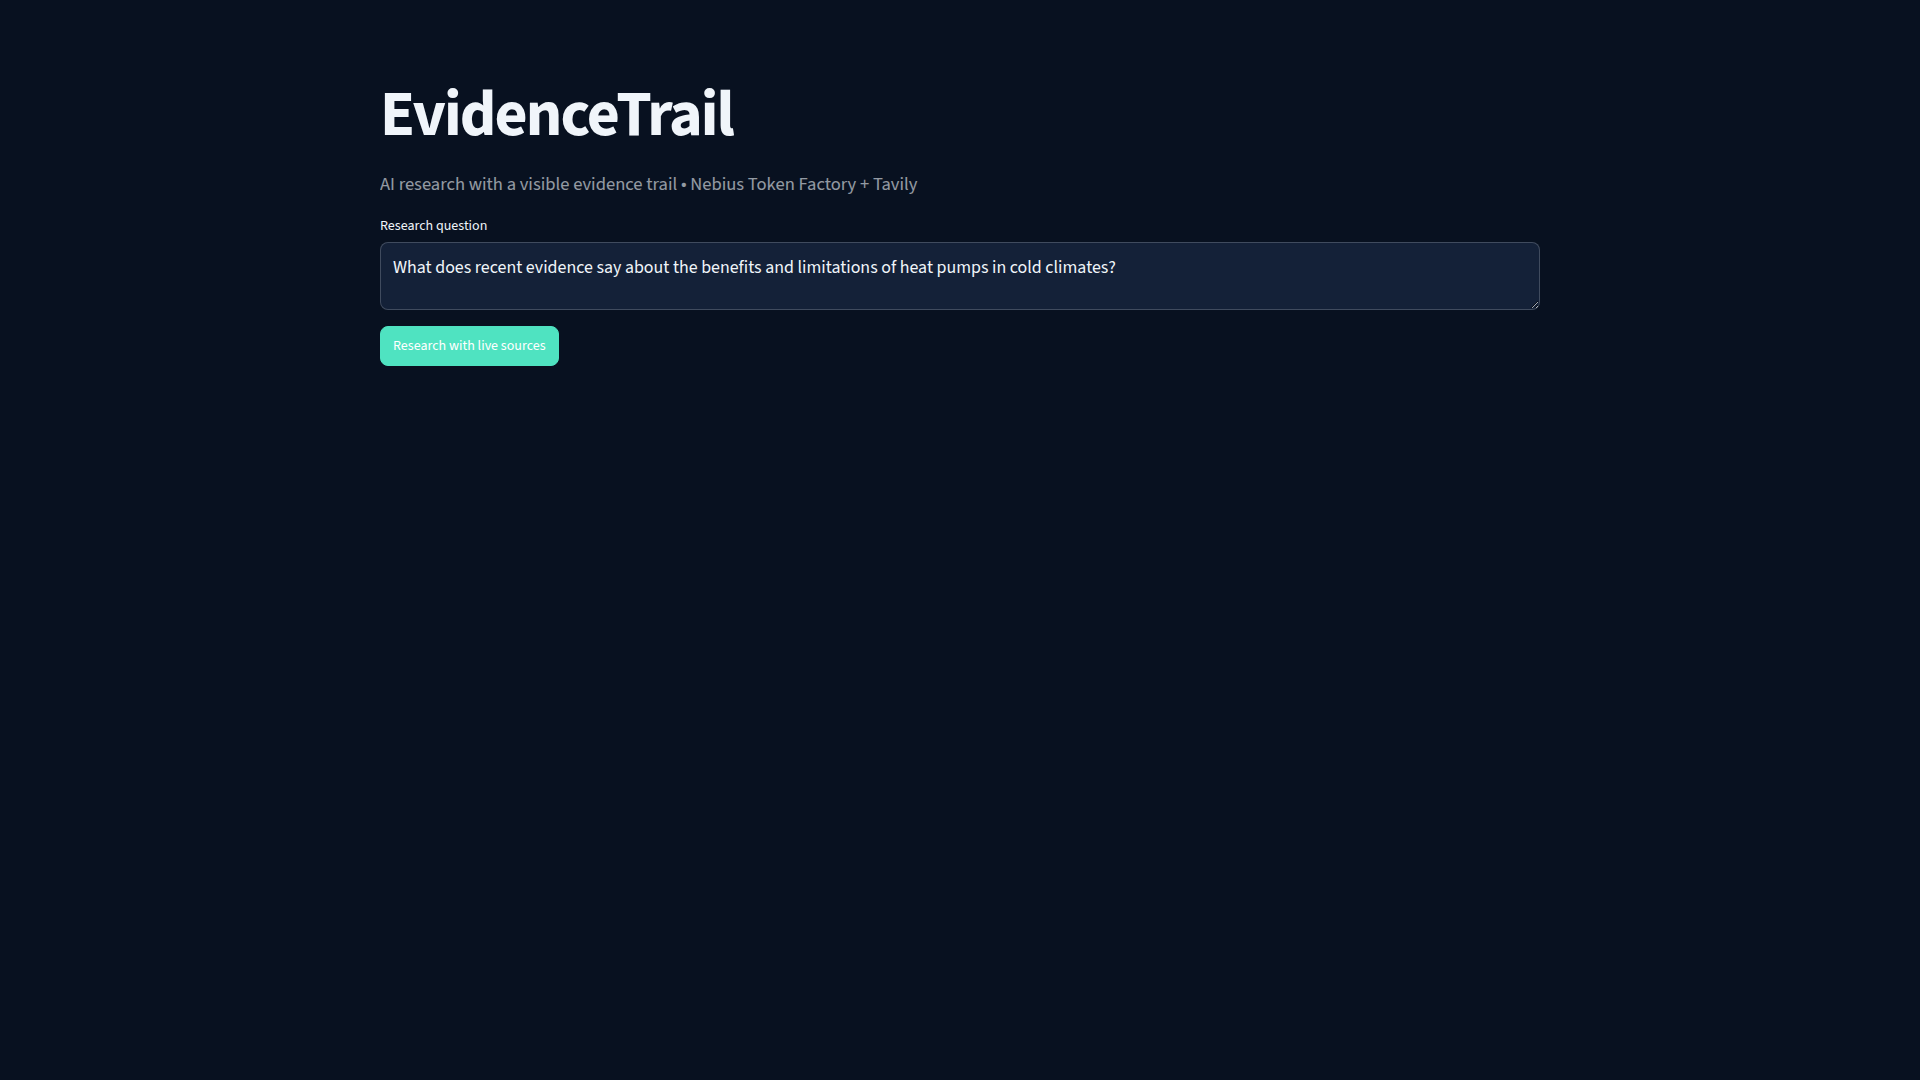 EvidenceTrail
AI research with a visible evidence trail • Nebius Token Factory + Tavily
Research question
What does recent evidence say about the benefits and limitations of heat pumps in cold climates?
Research with live sources